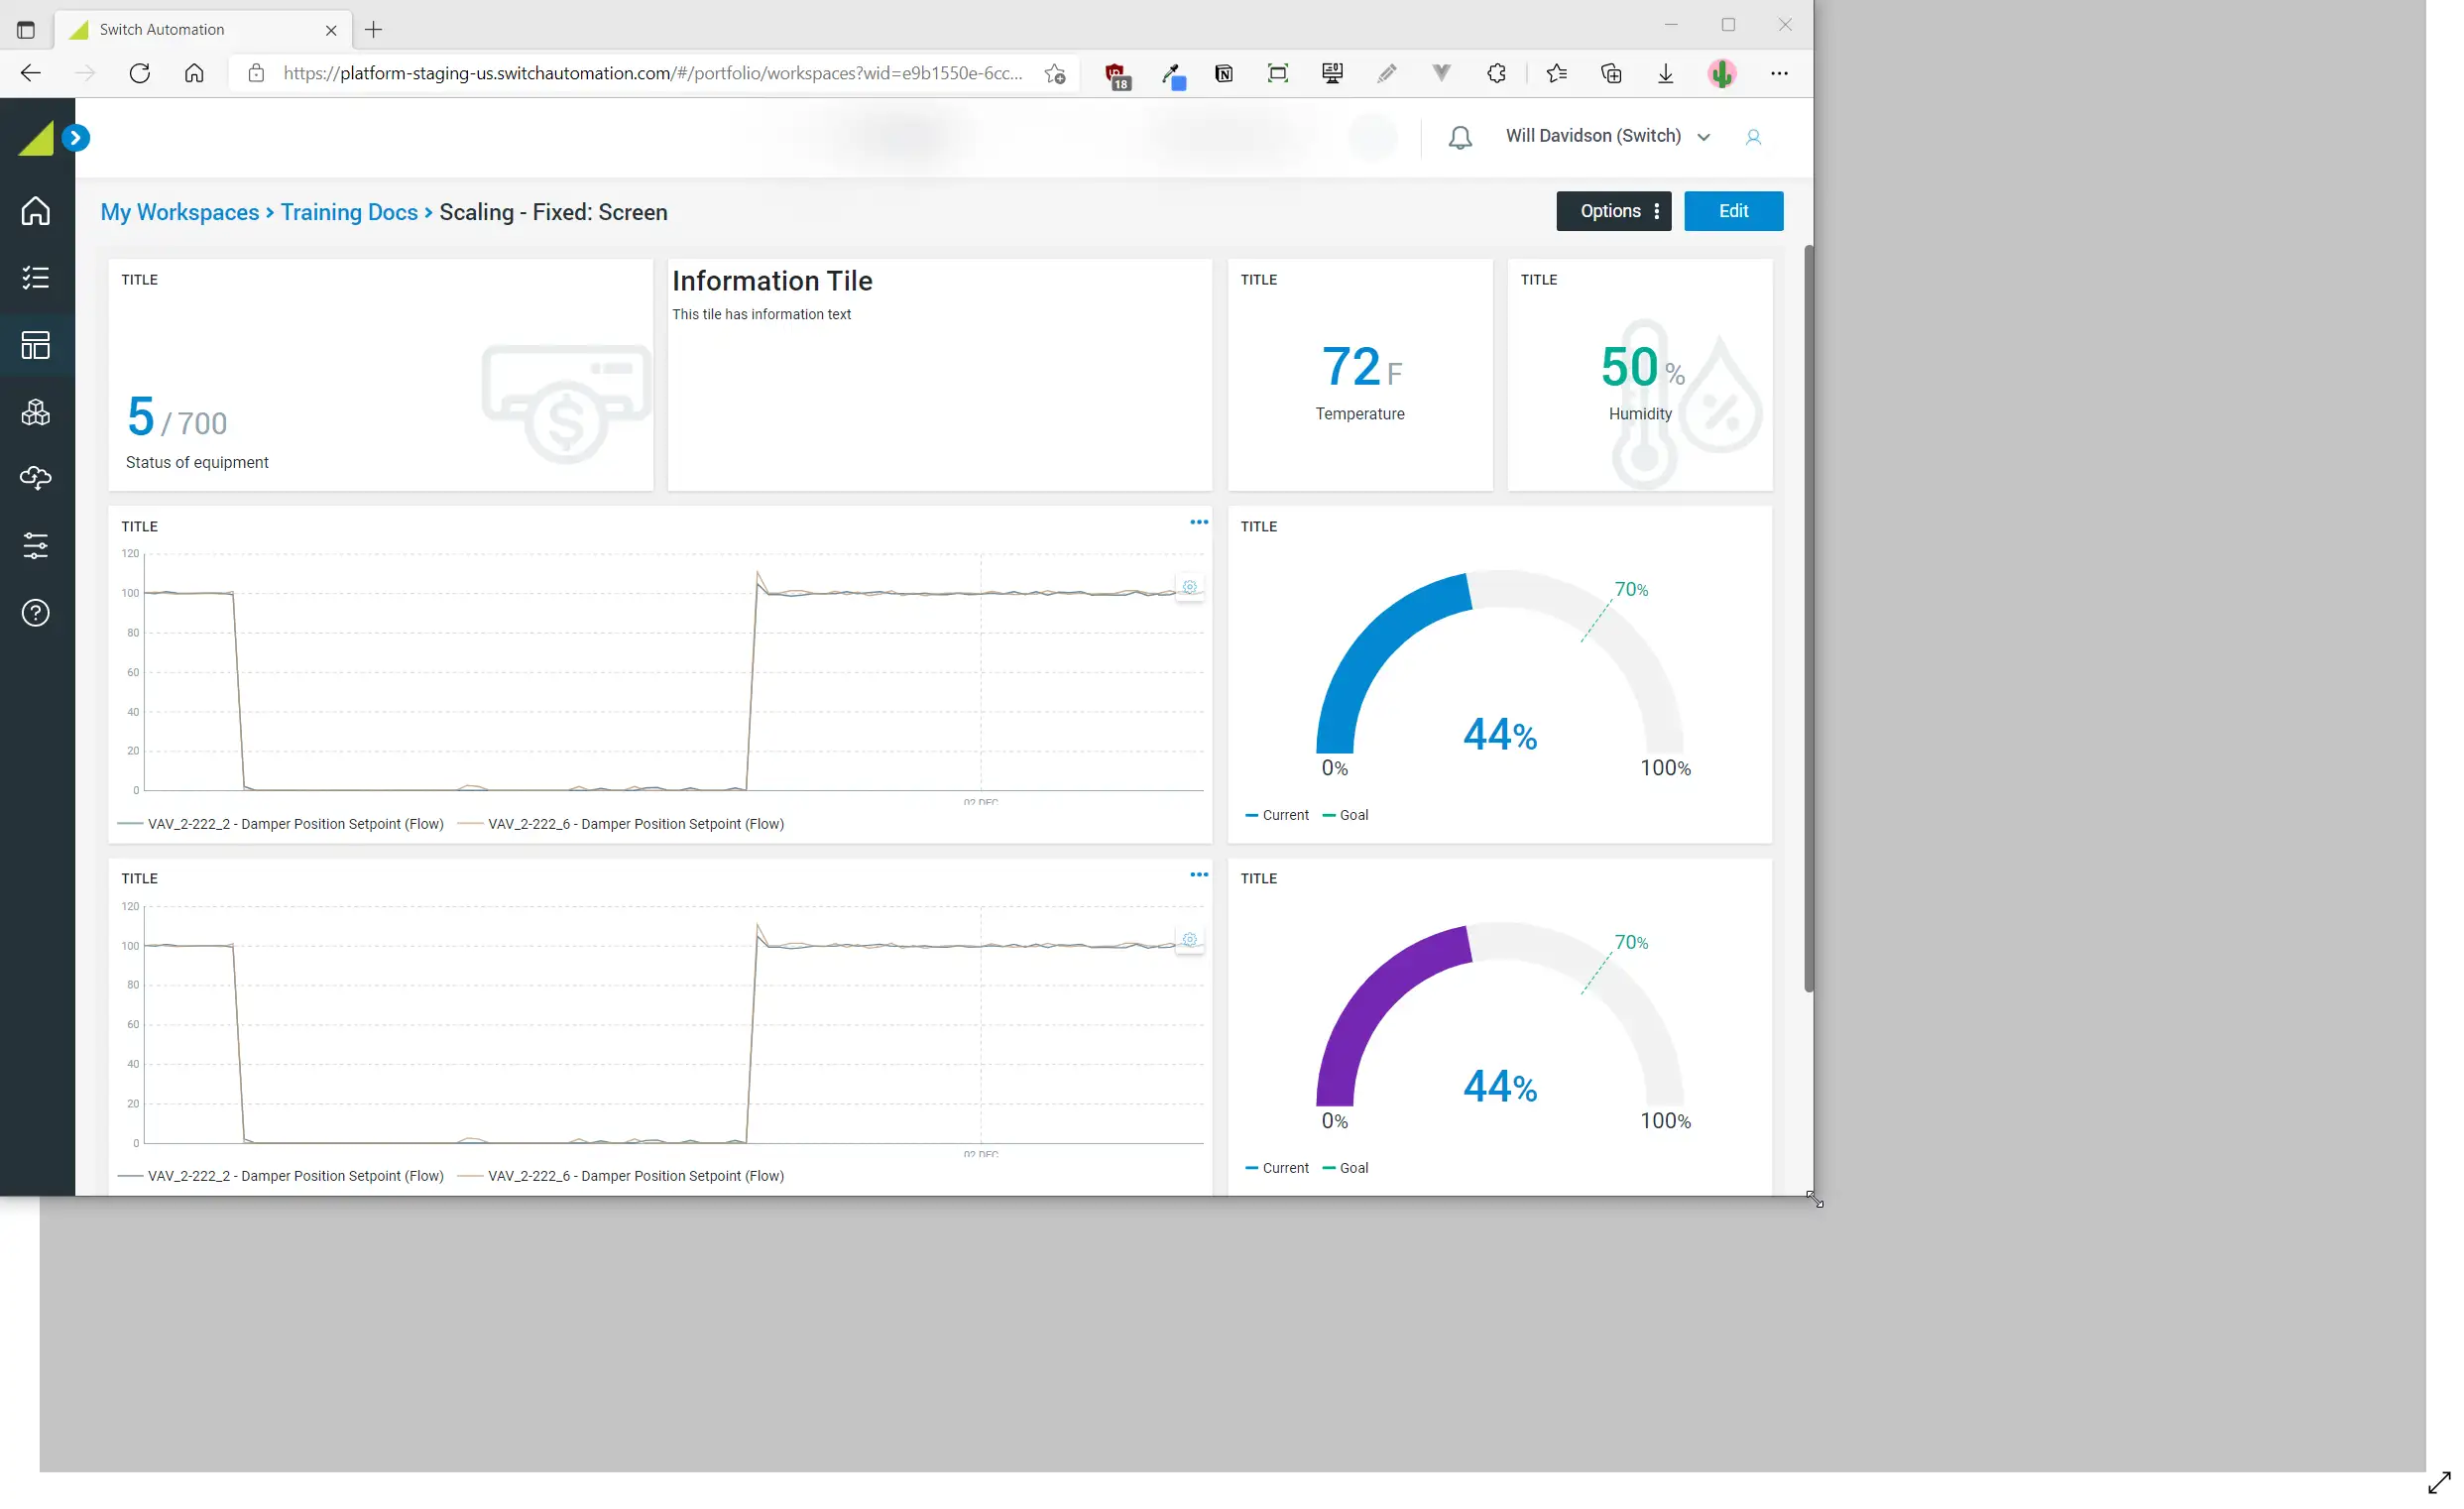 Switch Automation
https://platform-staging-us.switchautomation.com/#/portfolio/workspaces?wid=e9b1550e-6cc...
18
Will Davidson (Switch)
My Workspaces > Training Docs > Scaling - Fixed: Screen
Options
Edit
TITLE
5 / 700
Status of equipment
Information Tile
This tile has information text
TITLE
72 F
Temperature
TITLE
50 %
Humidity
TITLE
120
100
80
60
40
20
0
02 DEC
VAV_2-222_2 - Damper Position Setpoint (Flow)
VAV_2-222_6 - Damper Position Setpoint (Flow)
TITLE
70%
44%
0%
100%
Current
Goal
TITLE
120
100
80
60
40
20
0
02 DEC
VAV_2-222_2 - Damper Position Setpoint (Flow)
VAV_2-222_6 - Damper Position Setpoint (Flow)
TITLE
70%
44%
0%
100%
Current
Goal